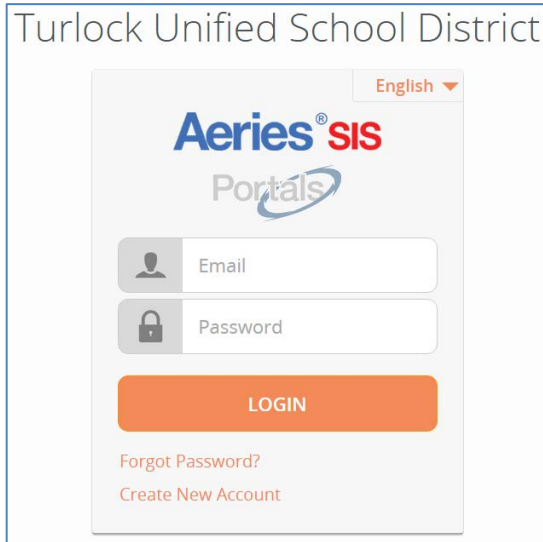 Turlock Unified School District
English
Aeries® SIS
Portals
Email
Password
LOGIN
Forgot Password?
Create New Account